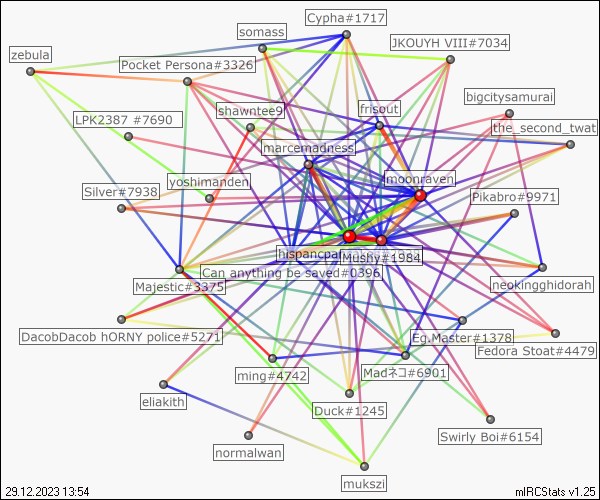 Cypha#1717
somass
JKOUYH VIII#7034
zebula
Pocket Persona#3326
bigcitysamurai
shawntee9
frisout
LPK2387 #7690
the_second_twat
marcemadness
moonraven
yoshimanden
Silver#7938
Pikabro#9971
Musky#1984
Can anything be saved#0396
Majestic#3375
neokingghidorah
DacobDacob hORNY police#5271
Eg.Master#1378
Fedora Stoat#4479
ming#4742
Madネコ#6901
eliakith
Duck#1245
Swirly Boi#6154
normalwan
mukszi
29.12.2023 13:54
mIRCStats v1.25